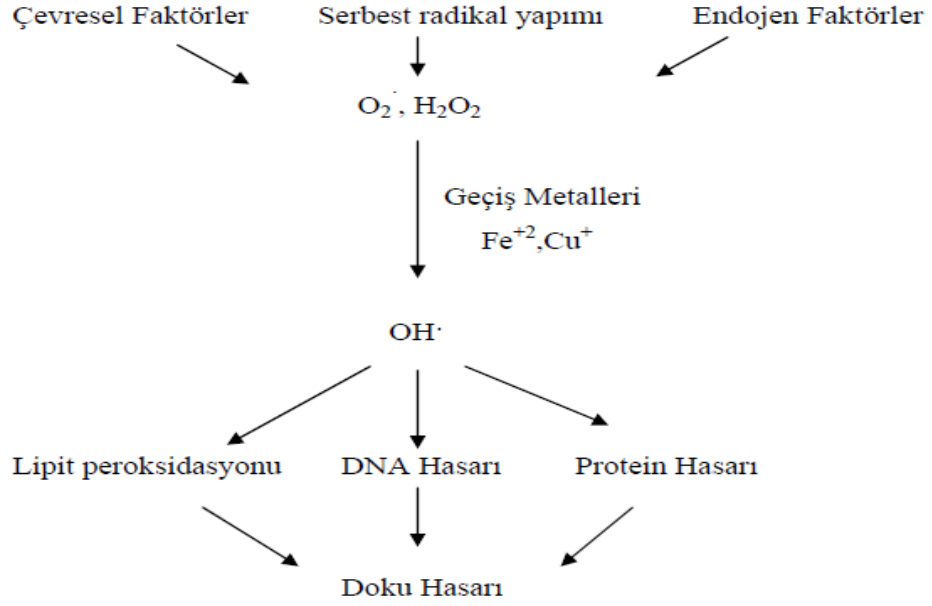 Çevresel Faktörler Serbest radikal yapımı Endojen Faktörler
O₂˙, H₂O₂
Geçiş Metalleri
Fe⁺²,Cu⁺
OH·
Lipit peroksidasyonu DNA Hasarı Protein Hasarı
Doku Hasarı